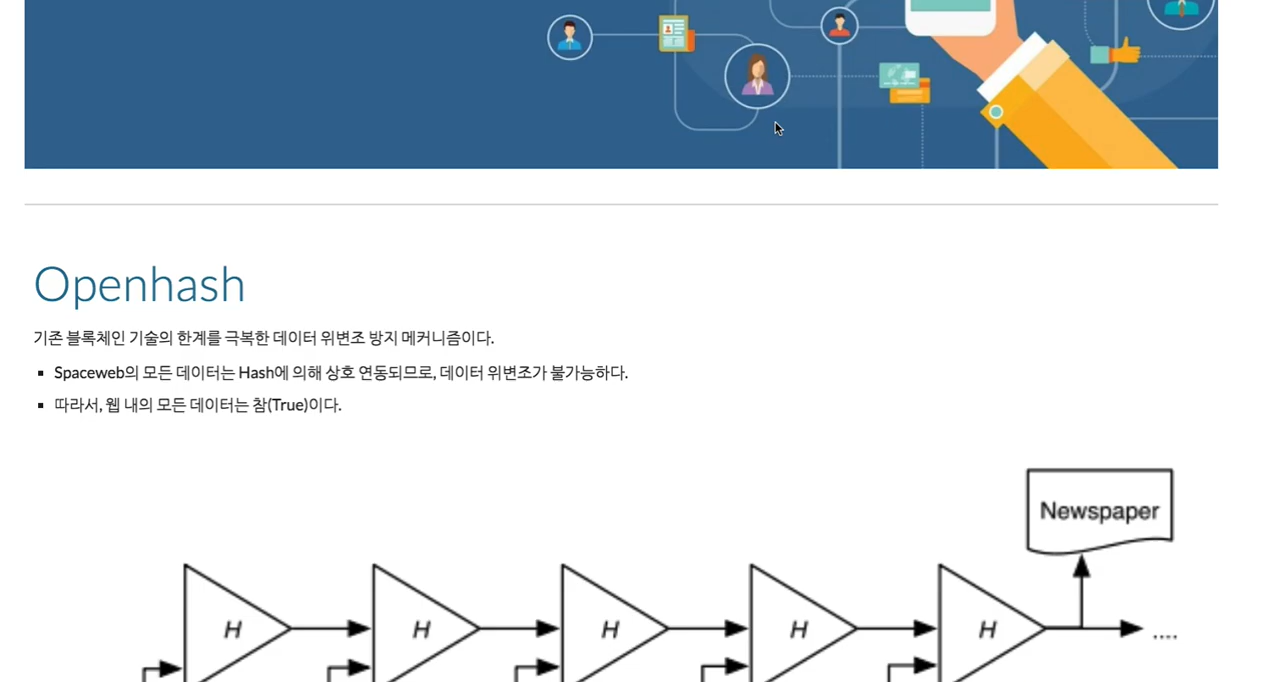 Openhash
기존 블록체인 기술의 한계를 극복한 데이터 위변조 방지 메커니즘이다.
▪ Spaceweb의 모든 데이터는 Hash에 의해 상호 연동되므로, 데이터 위변조가 불가능하다.
▪ 따라서, 웹 내의 모든 데이터는 참(True)이다.
Newspaper
H H H H H ....